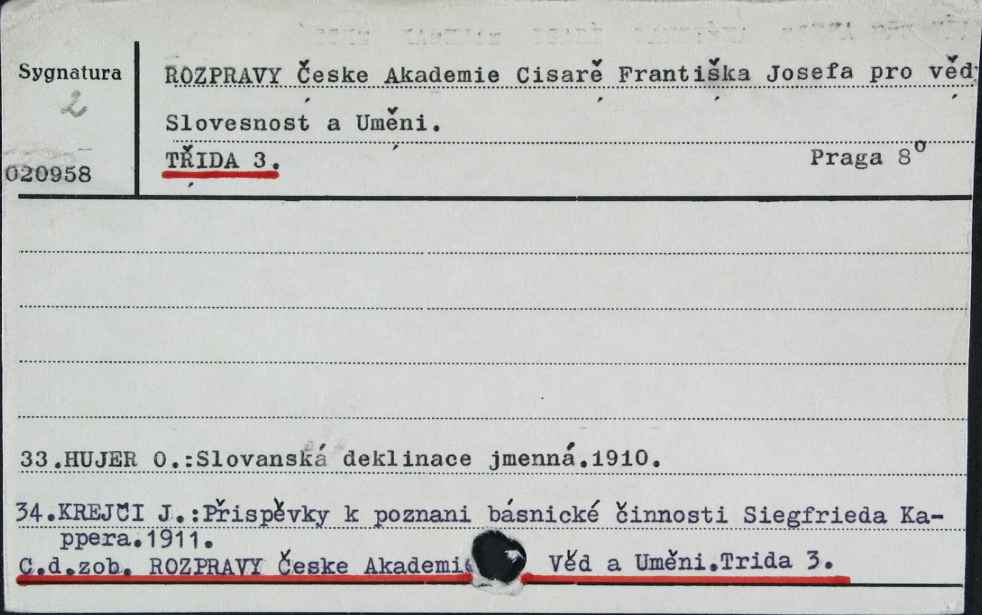 Sygnatura
2
020958
ROZPRAVY Česke Akademie Cisarě Františka Josefa pro věd
Slovesnost a Uměni.
TŘIDA 3.
Praga 8⁰
33.HUJER O.:Slovanská deklinace jmenná.1910.
34.KREJČI J.:Přispěvky k poznani básnické činnosti Siegfrieda Ka-
ppera.1911.
C.d.zob. ROZPRAVY Česke Akademi Věd a Uměni.Trida 3.